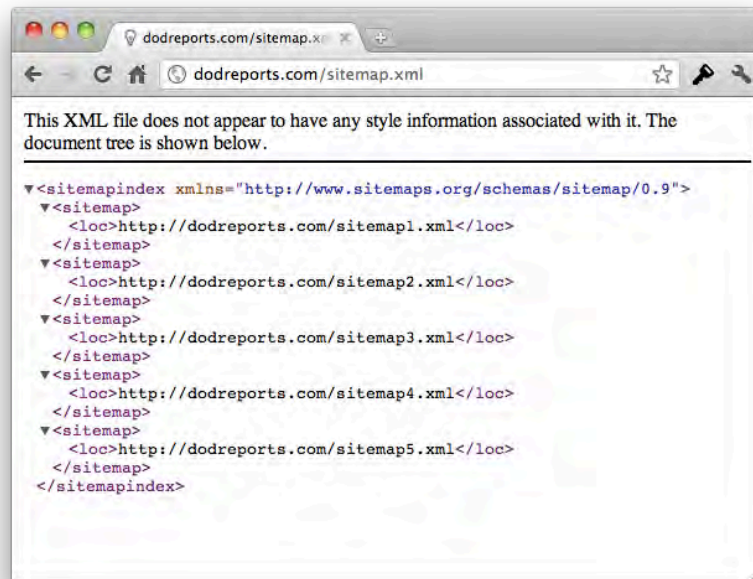 dodreports.com/sitemap.x
dodreports.com/sitemap.xml
This XML file does not appear to have any style information associated with it. The
document tree is shown below.
▼<sitemapindex xmlns="http://www.sitemaps.org/schemas/sitemap/0.9">
▼<sitemap>
<loc>http://dodreports.com/sitemap1.xml</loc>
</sitemap>
▼<sitemap>
<loc>http://dodreports.com/sitemap2.xml</loc>
</sitemap>
▼<sitemap>
<loc>http://dodreports.com/sitemap3.xml</loc>
</sitemap>
▼<sitemap>
<loc>http://dodreports.com/sitemap4.xml</loc>
</sitemap>
▼<sitemap>
<loc>http://dodreports.com/sitemap5.xml</loc>
</sitemap>
</sitemapindex>